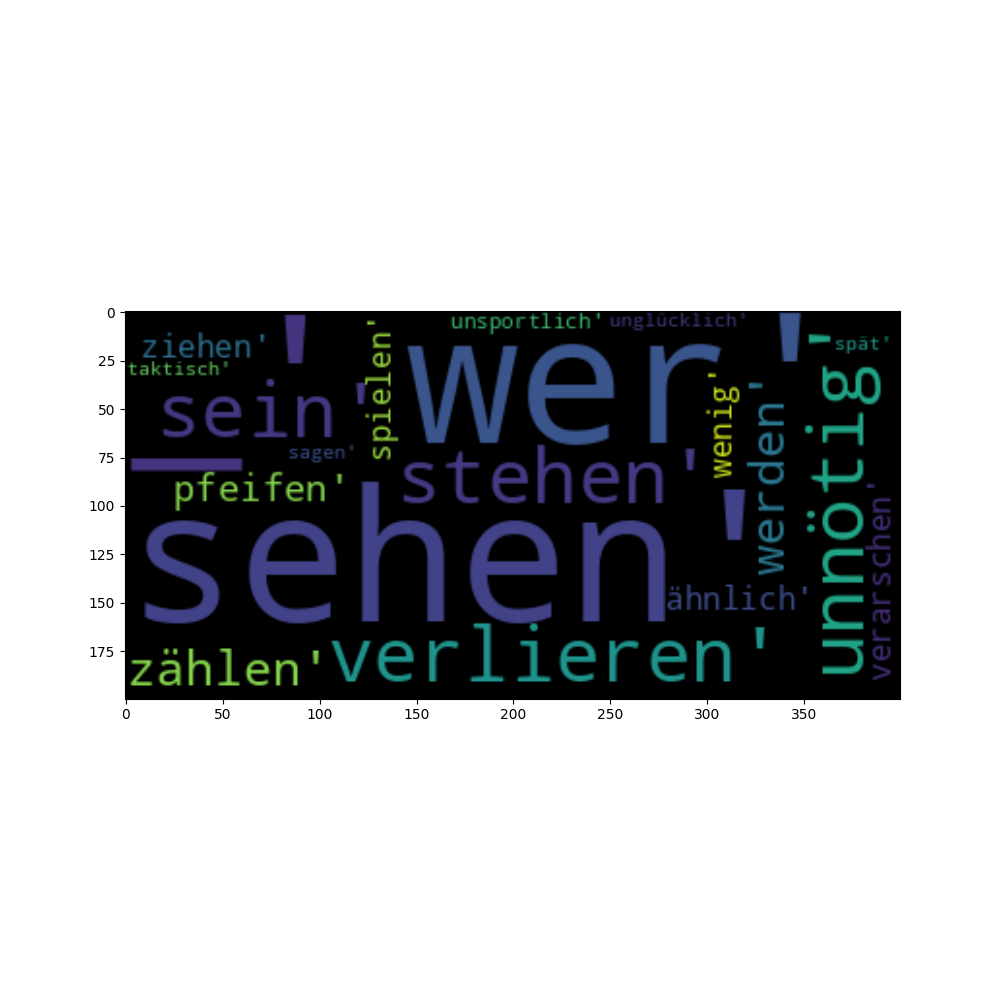 unsportlich'
unglücklich'
ziehen'
taktisch'
spielen'
wer'
spät'
sein'
wenig'
werden'
unnötig'
sagen'
stehen'
pfeifen'
_'
sehen'
ähnlich'
verarschen'
zählen'
verlieren'
0
25
50
75
100
125
150
175
0
50
100
150
200
250
300
350